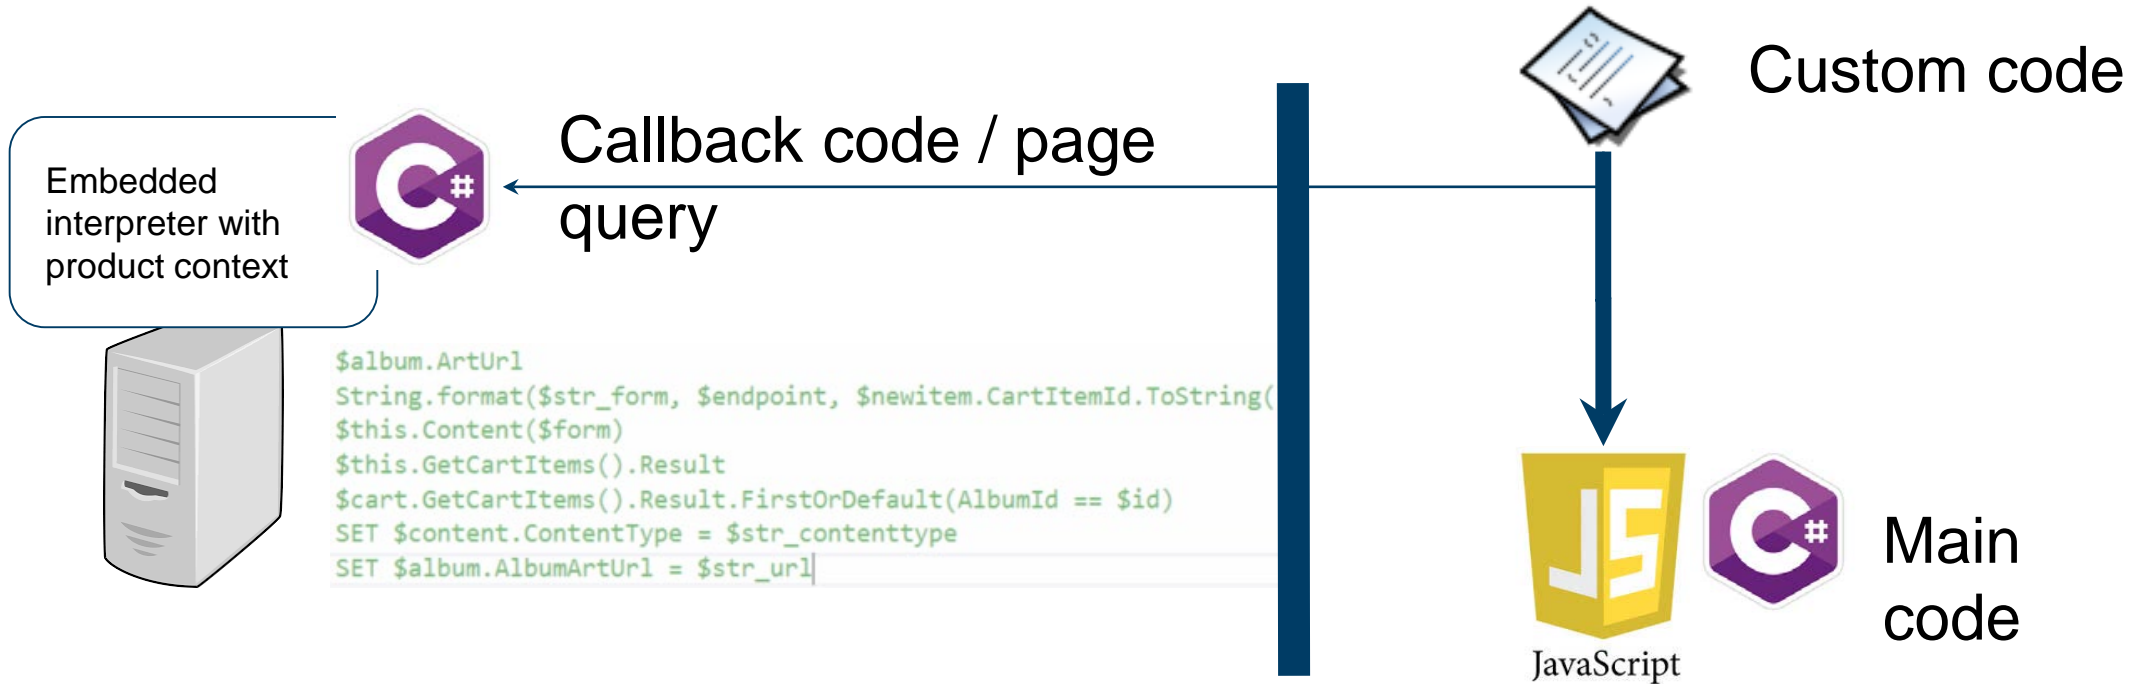 Custom code
Callback code / page
query
Embedded
interpreter with
product context
C#
$album.ArtUrl
String.format($str_form, $endpoint, $newitem.CartItemId.ToString(
$this.Content($form)
$this.GetCartItems().Result
$cart.GetCartItems().Result.FirstOrDefault(AlbumId == $id)
SET $content.ContentType = $str_contenttype
SET $album.AlbumArtUrl = $str_url
JS
C#
Main
code
JavaScript